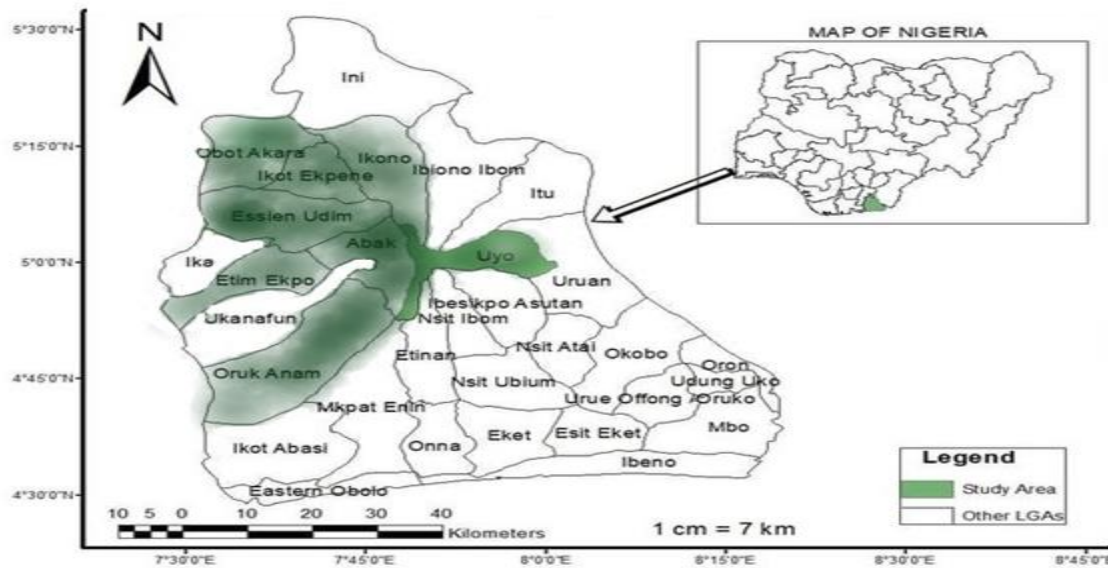 5°30'0"N
N
MAP OF NIGERIA
Ini
5°15'0"N
Obot Akara
Ikono
Ibiono Ibom
Ikot Ekpene
Itu
Essien Udim
Abak
Uyo
5°0'0"N
Ika
Etim Ekpo
Uruan
Ukanafun
Ibesikpo Asutan
Nsit Ibom
Etinan
Nsit Atai
Okobo
4°45'0"N
Oruk Anam
Nsit Ubium
Oron
Udung Uko
Urue Offong /Oruko
Mkpat Enin
Mbo
Ikot Abasi
Onna
Eket
Esit Eket
Ibeno
Eastern Obolo
4°30'0"N
Legend
Study Area
Other LGAs
10 5 0 10 20 30 40
Kilometers
1 cm = 7 km
7°30'0"E 7°45'0"E 8°0'0"E 8°15'0"E 8°30'0"E 8°45'0"E